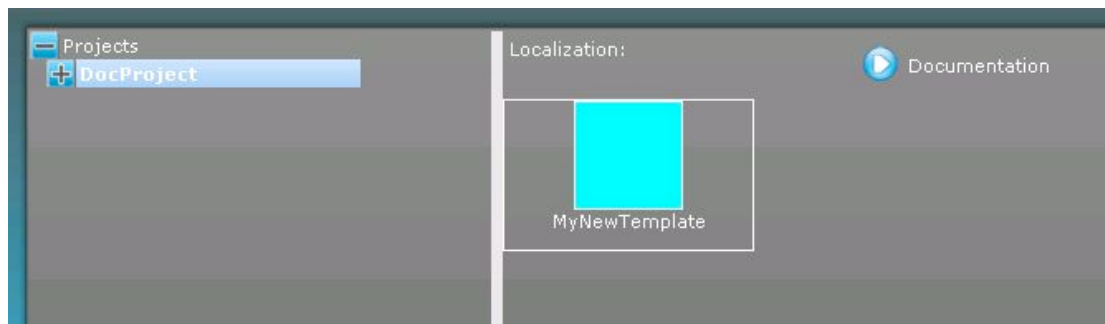 Projects
DocProject
Localization:
Documentation
MyNewTemplate